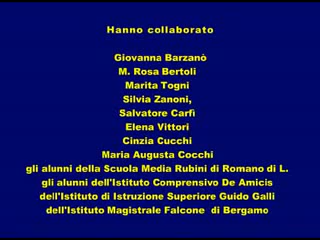 Hanno collaborato
Giovanna Barzanò
M. Rosa Bertoli
Marita Togni
Silvia Zanoni,
Salvatore Carfì
Elena Vittori
Cinzia Cucchi
Maria Augusta Cocchi
gli alunni della Scuola Media Rubini di Romano di L.
gli alunni dell'Istituto Comprensivo De Amicis
dell'Istituto di Istruzione Superiore Guido Galli
dell'Istituto Magistrale Falcone di Bergamo